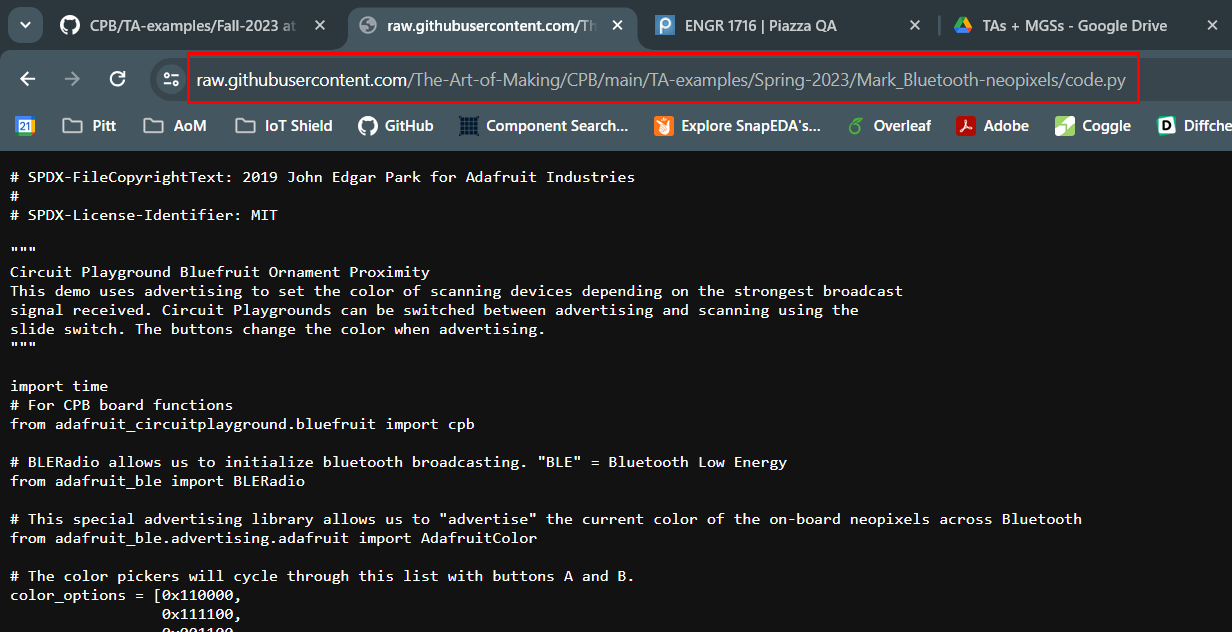 CPB/TA-examples/Fall-2023 at
raw.githubusercontent.com/Th
ENGR 1716 | Piazza QA
TAs + MGSs - Google Drive
raw.githubusercontent.com/The-Art-of-Making/CPB/main/TA-examples/Spring-2023/Mark_Bluetooth-neopixels/code.py
21
Pitt
AoM
IoT Shield
GitHub
Component Search...
Explore SnapEDA's...
Overleaf
Adobe
Coggle
D
Diffche
# SPDX-FileCopyrightText: 2019 John Edgar Park for Adafruit Industries
#
# SPDX-License-Identifier: MIT
"""
Circuit Playground Bluefruit Ornament Proximity
This demo uses advertising to set the color of scanning devices depending on the strongest broadcast
signal received. Circuit Playgrounds can be switched between advertising and scanning using the
slide switch. The buttons change the color when advertising.
"""
import time
# For CPB board functions
from adafruit_circuitplayground.bluefruit import cpb
# BLERadio allows us to initialize bluetooth broadcasting. "BLE" = Bluetooth Low Energy
from adafruit_ble import BLERadio
# This special advertising library allows us to "advertise" the current color of the on-board neopixels across Bluetooth
from adafruit_ble.advertising.adafruit import AdafruitColor
# The color pickers will cycle through this list with buttons A and B.
color_options = [0x110000,
0x111100,